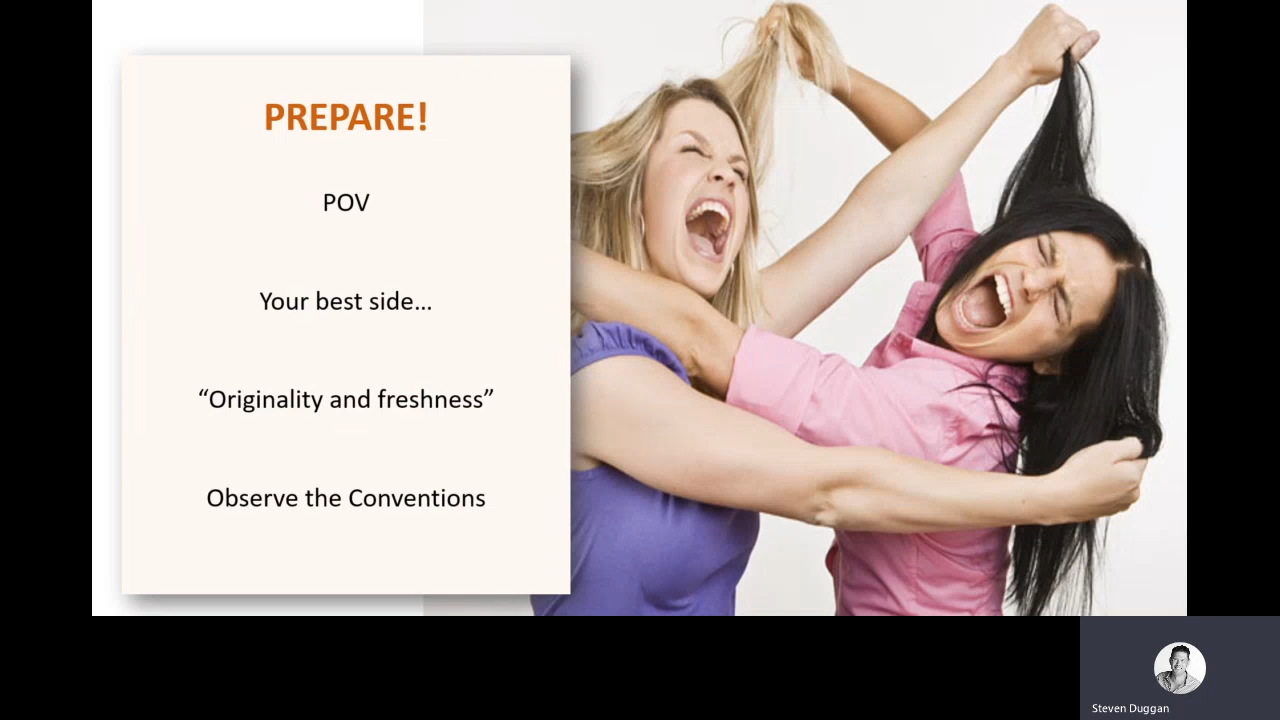 PREPARE!
POV
Your best side...
“Originality and freshness”
Observe the Conventions
Steven Duggan